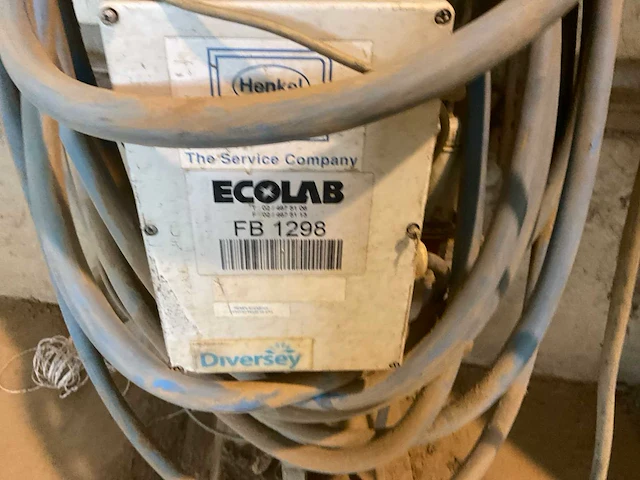 Henkel
The Service Company
ECOLAB
FB 1298
Diversey